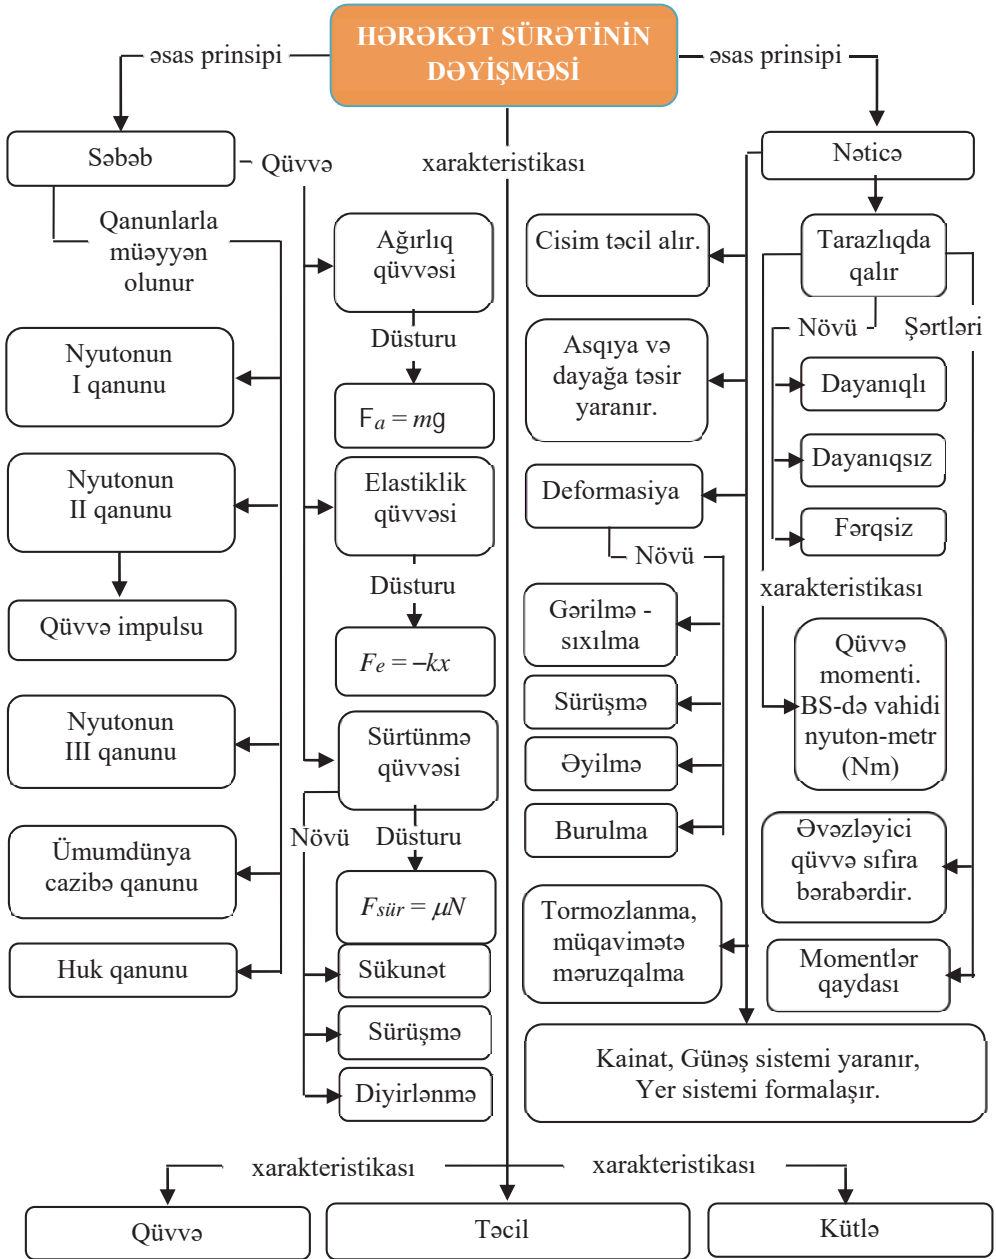 HƏRƏKƏT SÜRƏTİNİN
DƏYİŞMƏSİ
əsas prinsipi
əsas prinsipi
xarakteristikası
Səbəb
Qüvvə
Qanunlarla
müəyyən
olunur
Nyutonun
I qanunu
Nyutonun
II qanunu
Qüvvə impulsu
Nyutonun
III qanunu
Ümumdünya
cazibə qanunu
Huk qanunu
Ağırlıq
qüvvəsi
Düsturu
Fa = mg
Elastiklik
qüvvəsi
Düsturu
Fe = –kx
Sürtünmə
qüvvəsi
Növü
Düsturu
Fsür = μN
Sükunət
Sürüşmə
Diyirlənmə
Nəticə
Cisim təcil alır.
Asqıya və
dayağa təsir
yaranır.
Deformasiya
Növü
Gərilmə -
sıxılma
Sürüşmə
Əyilmə
Burulma
Tormozlanma,
müqavimətə
məruzqalma
Kainat, Günəş sistemi yaranır,
Yer sistemi formalaşır.
Tarazlıqda
qalır
Növü
Şərtləri
Dayanıqlı
Dayanıqsız
Fərqsiz
xarakteristikası
Qüvvə
momenti.
BS-də vahidi
nyuton-metr
(Nm)
Əvəzləyici
qüvvə sıfıra
bərabərdir.
Momentlər
qaydası
xarakteristikası
xarakteristikası
Qüvvə
Təcil
Kütlə